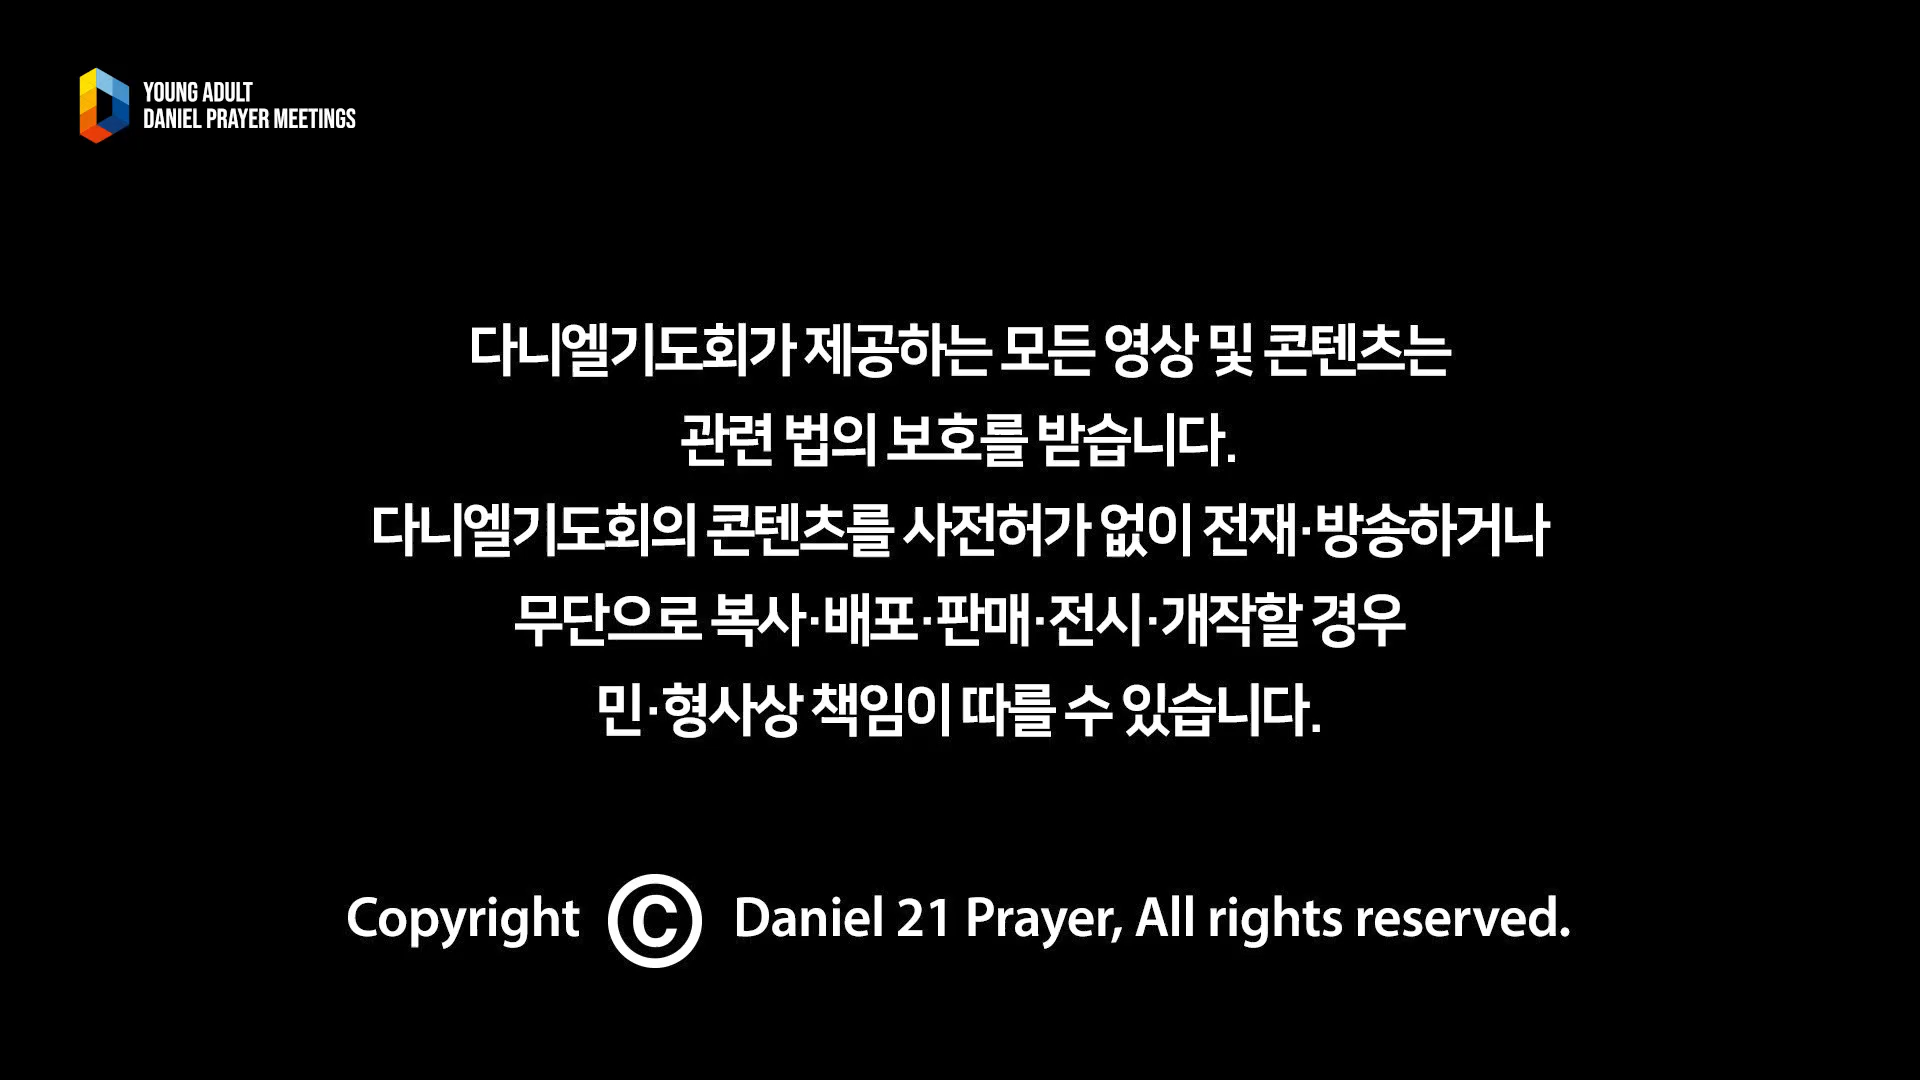 YOUNG ADULT
DANIEL PRAYER MEETINGS
다니엘기도회가 제공하는 모든 영상 및 콘텐츠는
관련 법의 보호를 받습니다.
다니엘기도회의 콘텐츠를 사전허가 없이 전재·방송하거나
무단으로 복사·배포·판매·전시·개작할 경우
민·형사상 책임이 따를 수 있습니다.
Copyright © Daniel 21 Prayer, All rights reserved.